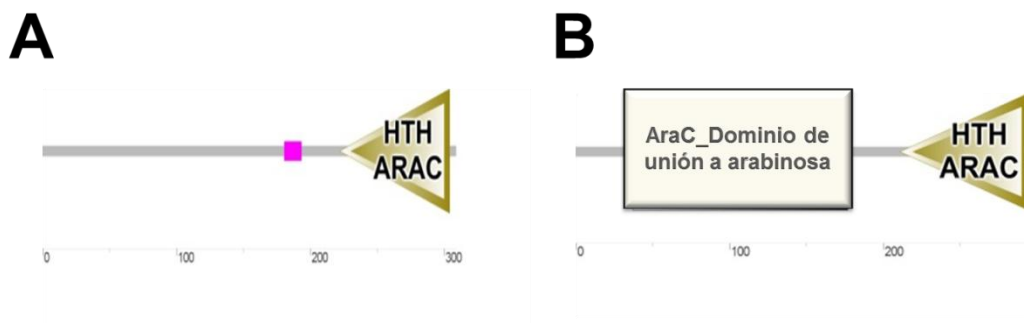 A
HTH
ARAC
0 100 200 300
B
AraC_Dominio de
unión a arabinosa
HTH
ARAC
0 100 200